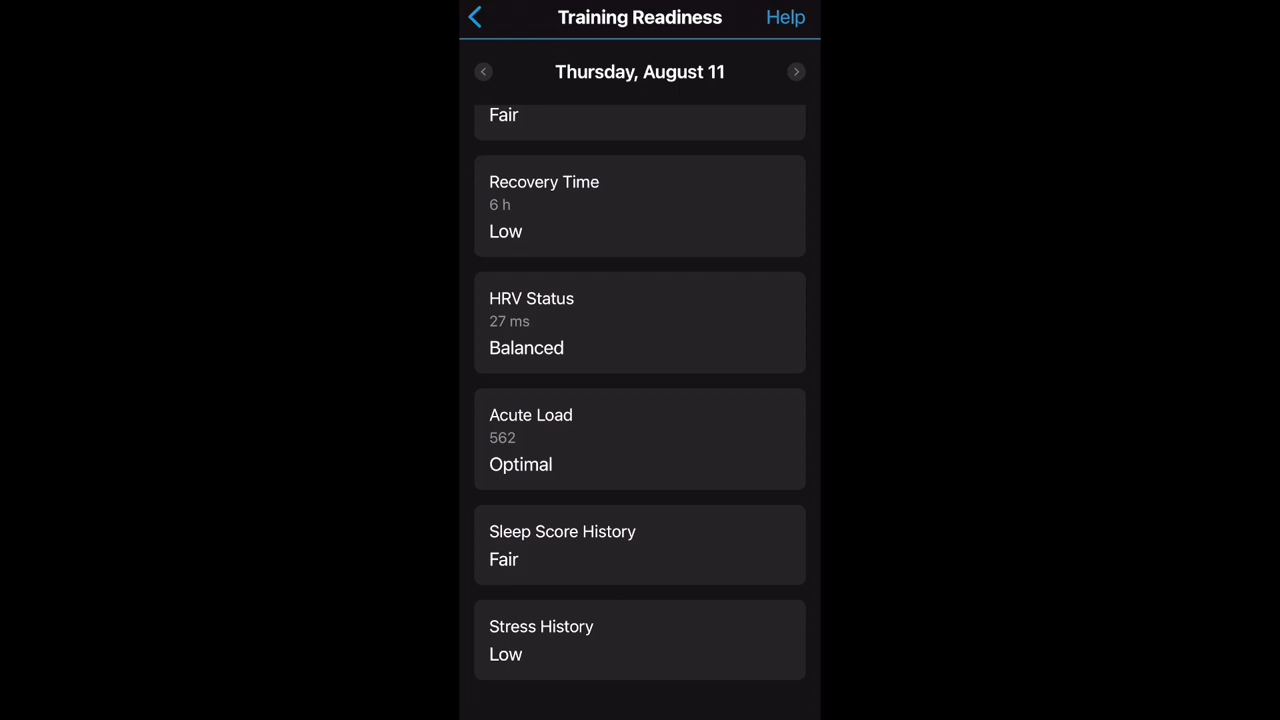 Training Readiness
Help
Thursday, August 11
Fair
Recovery Time
6 h
Low
HRV Status
27 ms
Balanced
Acute Load
562
Optimal
Sleep Score History
Fair
Stress History
Low